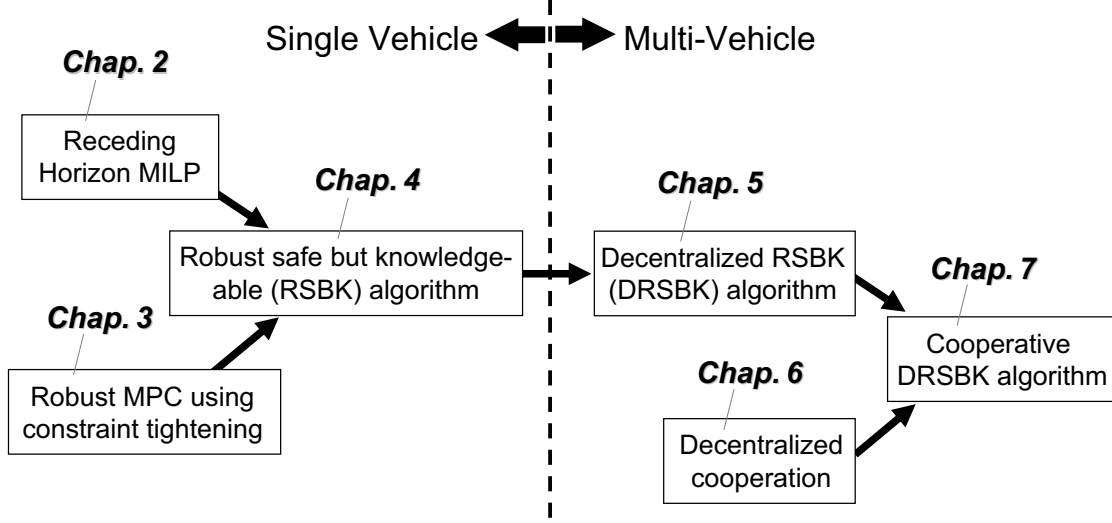 Single Vehicle
Multi-Vehicle
Chap. 2
Receding
Horizon MILP
Chap. 4
Robust safe but knowledge-
able (RSBK) algorithm
Chap. 3
Robust MPC using
constraint tightening
Chap. 5
Decentralized RSBK
(DRSBK) algorithm
Chap. 7
Cooperative
DRSBK algorithm
Chap. 6
Decentralized
cooperation